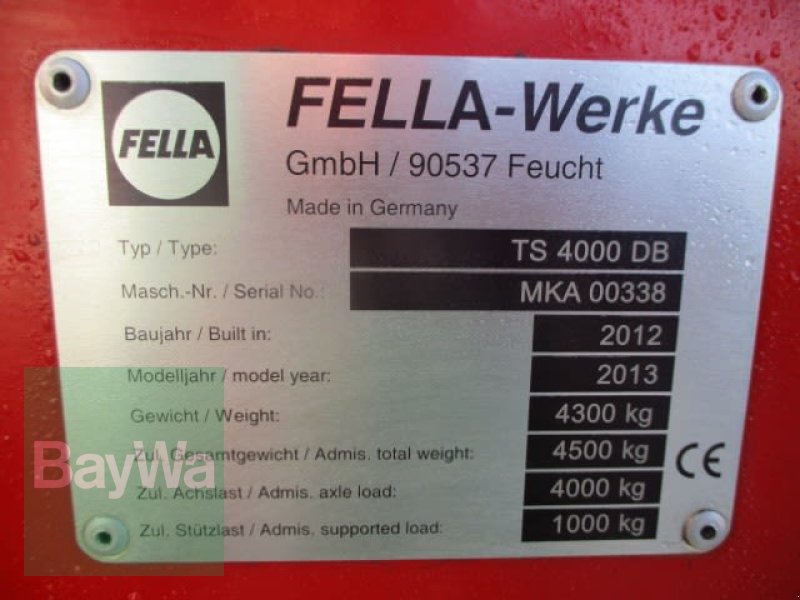 FELLA
FELLA-Werke
GmbH / 90537 Feucht
Made in Germany
Typ / Type: TS 4000 DB
Masch.-Nr. / Serial No.: MKA 00338
Baujahr / Built in: 2012
Modelljahr / model year: 2013
Gewicht / Weight: 4300 kg
Zul. Gesamtgewicht / Admis. total weight: 4500 kg
Zul. Achslast / Admis. axle load: 4000 kg
Zul. Stützlast / Admis. supported load: 1000 kg
CE
BayWa